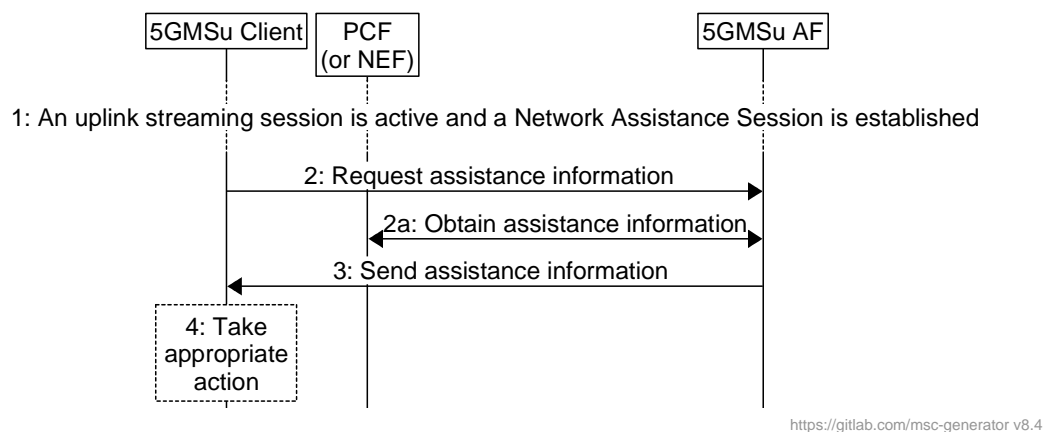 5GMSu Client
PCF
(or NEF)
5GMSu AF
1: An uplink streaming session is active and a Network Assistance Session is established
2: Request assistance information
2a: Obtain assistance information
3: Send assistance information
4: Take
appropriate
action
https://gitlab.com/msc-generator v8.4